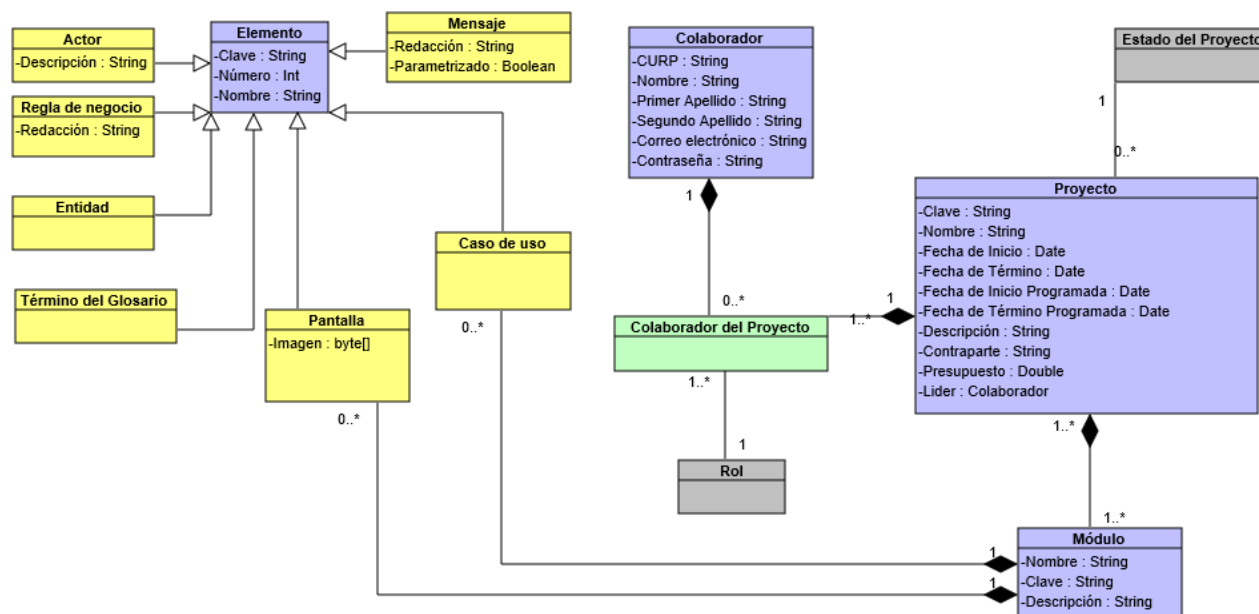 Actor
-Descripción : String
Elemento
-Clave : String
-Número : Int
-Nombre : String
Mensaje
-Redacción : String
-Parametrizado : Boolean
Regla de negocio
-Redacción : String
Entidad
Término del Glosario
Pantalla
-Imagen : byte[]
0..*
Caso de uso
0..*
Colaborador
-CURP : String
-Nombre : String
-Primer Apellido : String
-Segundo Apellido : String
-Correo electrónico : String
-Contraseña : String
1
0..*
Colaborador del Proyecto
1..*
1
1..*
1
Rol
Estado del Proyecto
1
0..*
Proyecto
-Clave : String
-Nombre : String
-Fecha de Inicio : Date
-Fecha de Término : Date
-Fecha de Inicio Programada : Date
-Fecha de Término Programada : Date
-Descripción : String
-Contraparte : String
-Presupuesto : Double
-Lider : Colaborador
1..*
1..*
Módulo
-Nombre : String
-Clave : String
-Descripción : String
1
1